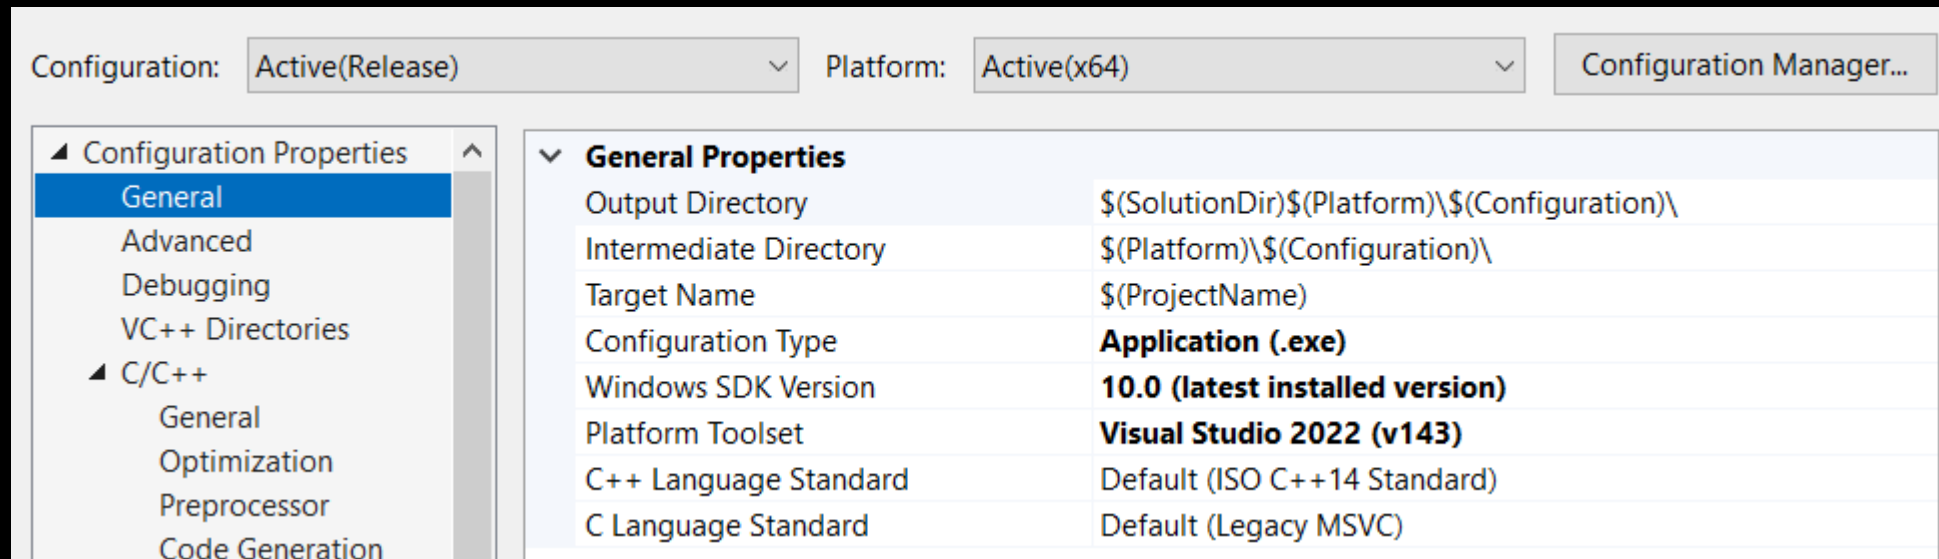 Configuration: Active(Release) Platform: Active(x64) Configuration Manager...
Configuration Properties
General
Advanced
Debugging
VC++ Directories
C/C++
General
Optimization
Preprocessor
Code Generation
General Properties
Output Directory $(SolutionDir)$(Platform)\$(Configuration)\
Intermediate Directory $(Platform)\$(Configuration)\
Target Name $(ProjectName)
Configuration Type Application (.exe)
Windows SDK Version 10.0 (latest installed version)
Platform Toolset Visual Studio 2022 (v143)
C++ Language Standard Default (ISO C++14 Standard)
C Language Standard Default (Legacy MSVC)